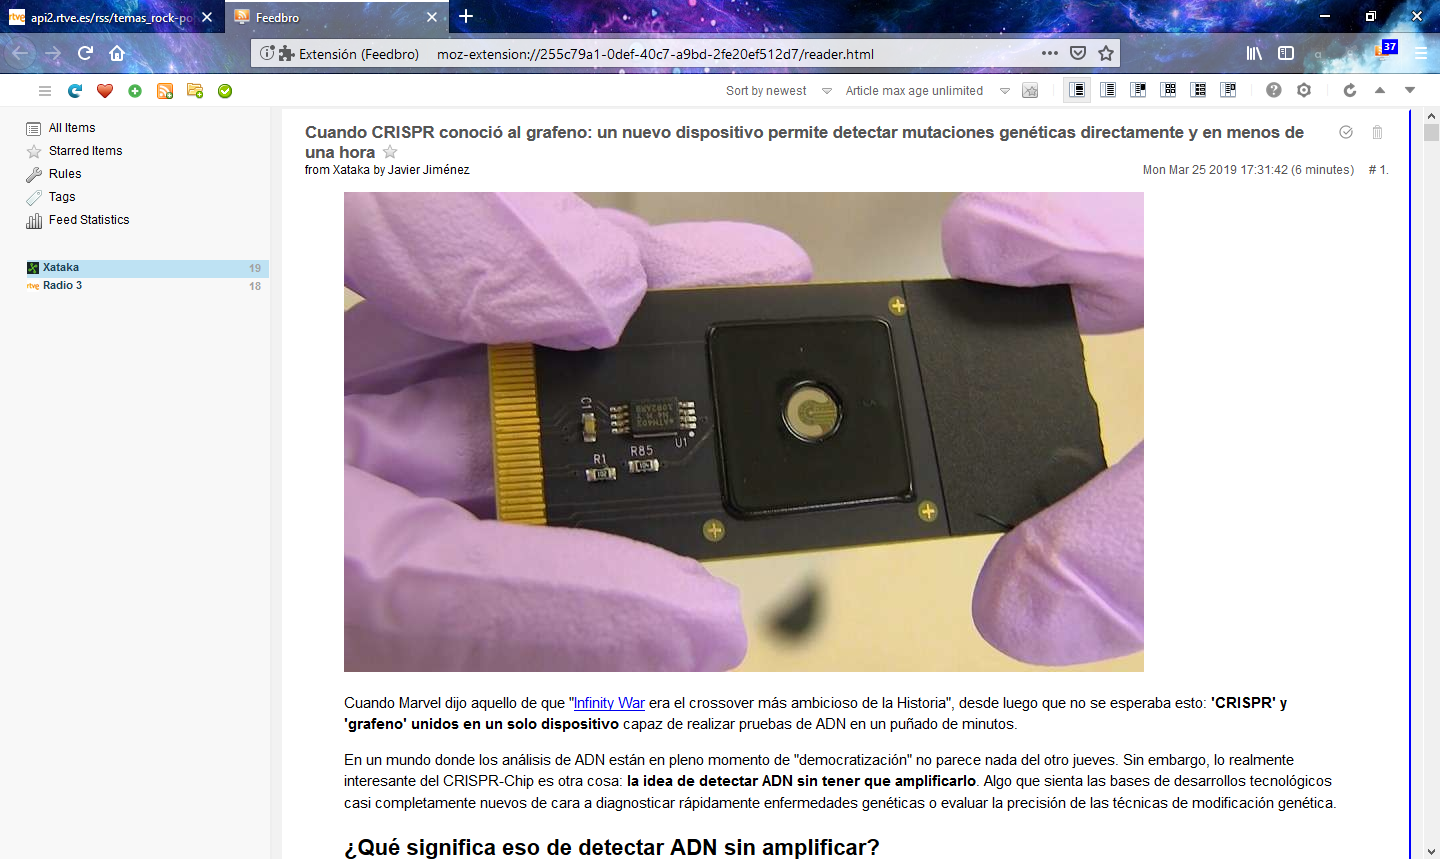 rtve api2.rtve.es/rss/temas_rock-po
Feedbro
Extensión (Feedbro) moz-extension://255c79a1-0def-40c7-a9bd-2fe20ef512d7/reader.html
37
Sort by newest
Article max age unlimited
All Items
Starred Items
Rules
Tags
Feed Statistics
Xataka 19
rtve Radio 3 18
Cuando CRISPR conoció al grafeno: un nuevo dispositivo permite detectar mutaciones genéticas directamente y en menos de
una hora
from Xataka by Javier Jiménez
Mon Mar 25 2019 17:31:42 (6 minutes) # 1.
C1
U1
R1
R85
102
104
Cuando Marvel dijo aquello de que "Infinity War era el crossover más ambicioso de la Historia", desde luego que no se esperaba esto: 'CRISPR' y
'grafeno' unidos en un solo dispositivo capaz de realizar pruebas de ADN en un puñado de minutos.
En un mundo donde los análisis de ADN están en pleno momento de "democratización" no parece nada del otro jueves. Sin embargo, lo realmente
interesante del CRISPR-Chip es otra cosa: la idea de detectar ADN sin tener que amplificarlo. Algo que sienta las bases de desarrollos tecnológicos
casi completamente nuevos de cara a diagnosticar rápidamente enfermedades genéticas o evaluar la precisión de las técnicas de modificación genética.
¿Qué significa eso de detectar ADN sin amplificar?